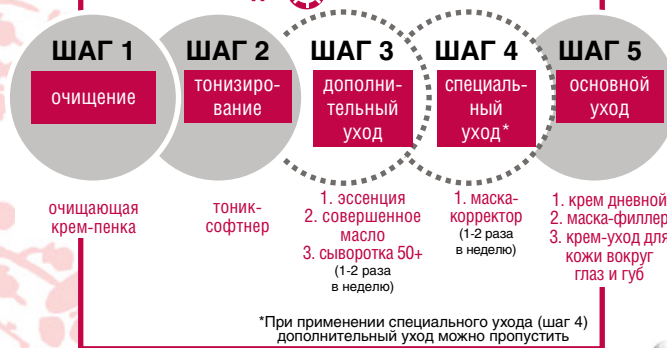 ШАГ 1
очищение
очищающая
крем-пенка
ШАГ 2
тонизиро-
вание
тоник-
софтнер
ШАГ 3
дополни-
тельный
уход
1. эссенция
2. совершенное
масло
3. сыворотка 50+
(1-2 раза
в неделю)
ШАГ 4
специаль-
ный
уход*
1. маска-
корректор
(1-2 раза
в неделю)
ШАГ 5
основной
уход
1. крем дневной
2. маска-филлер
3. крем-уход для
кожи вокруг
глаз и губ
*При применении специального ухода (шаг 4)
дополнительный уход можно пропустить